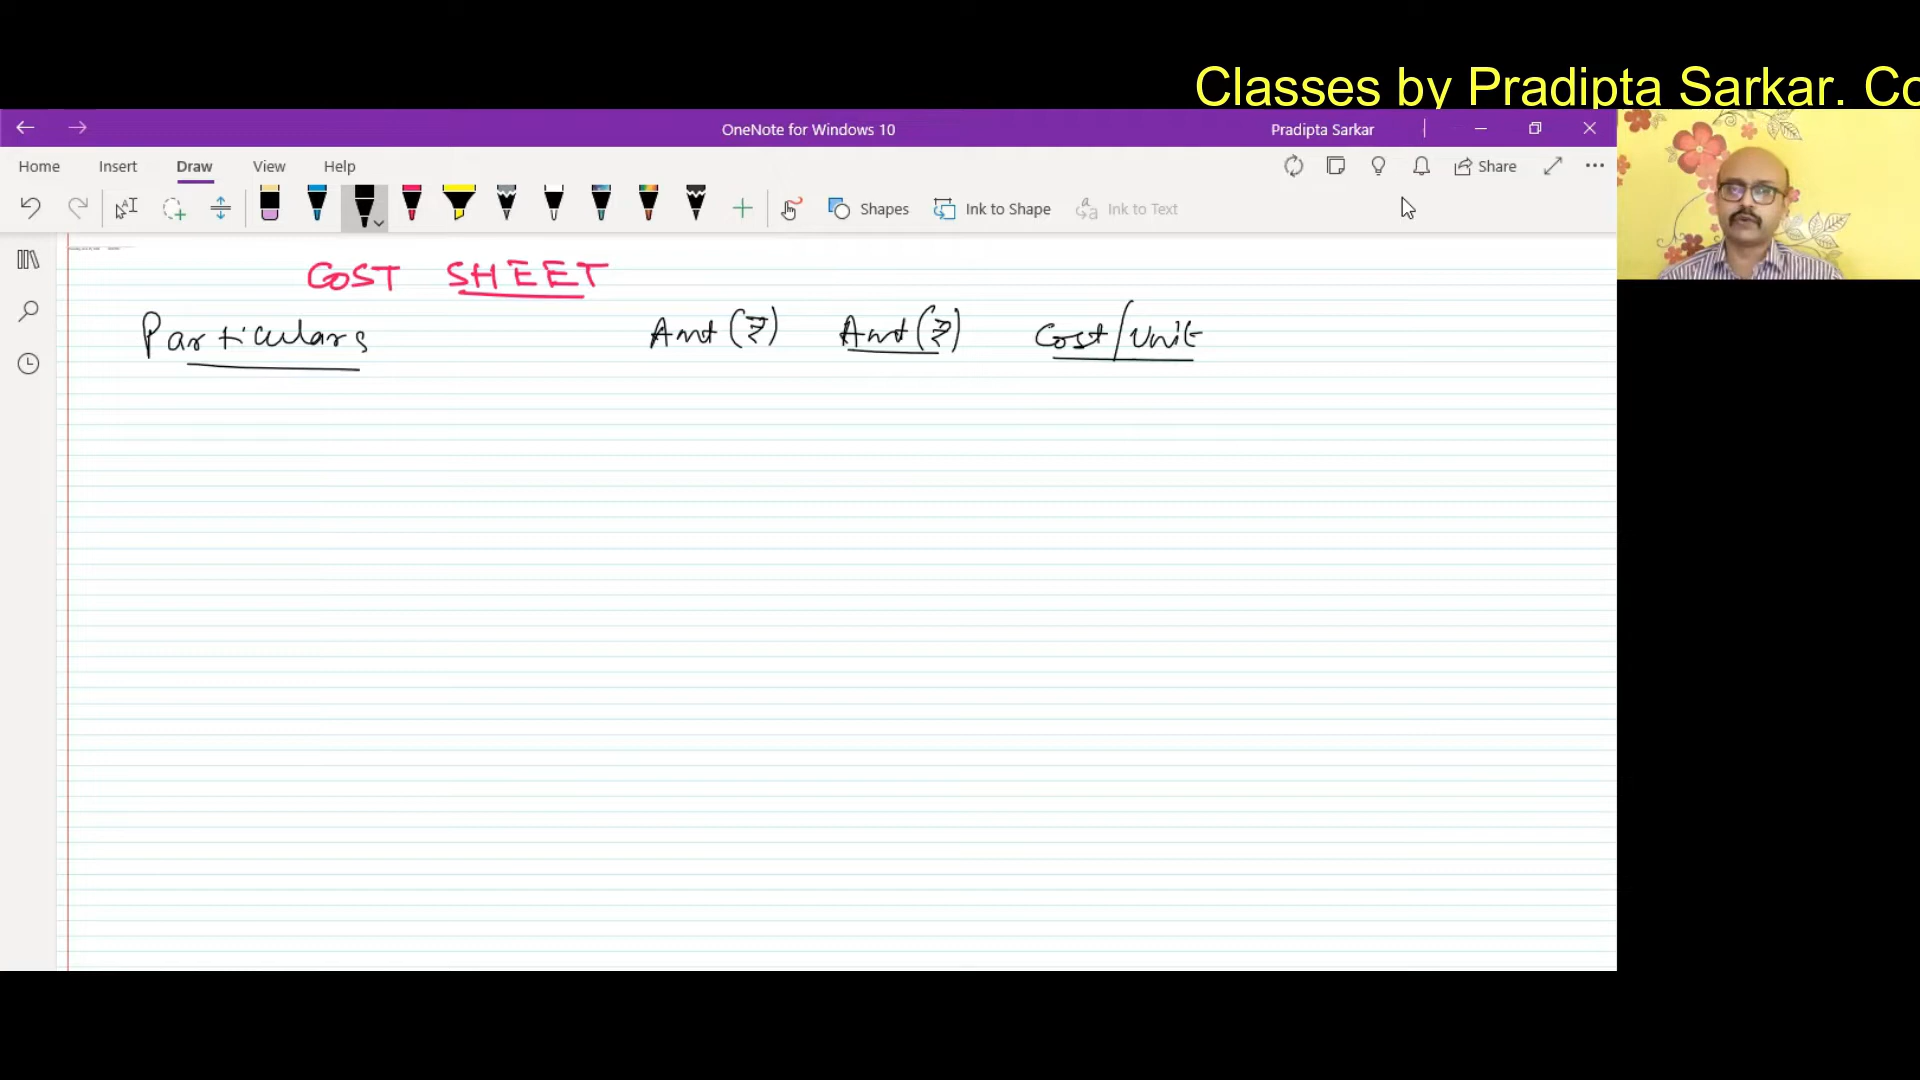 Classes by Pradipta Sarkar. Co
OneNote for Windows 10
Pradipta Sarkar
Home Insert Draw View Help
Share
Shapes Ink to Shape Ink to Text
COST SHEET
Particulars Amt (₹) Amt (₹) Cost/Unit